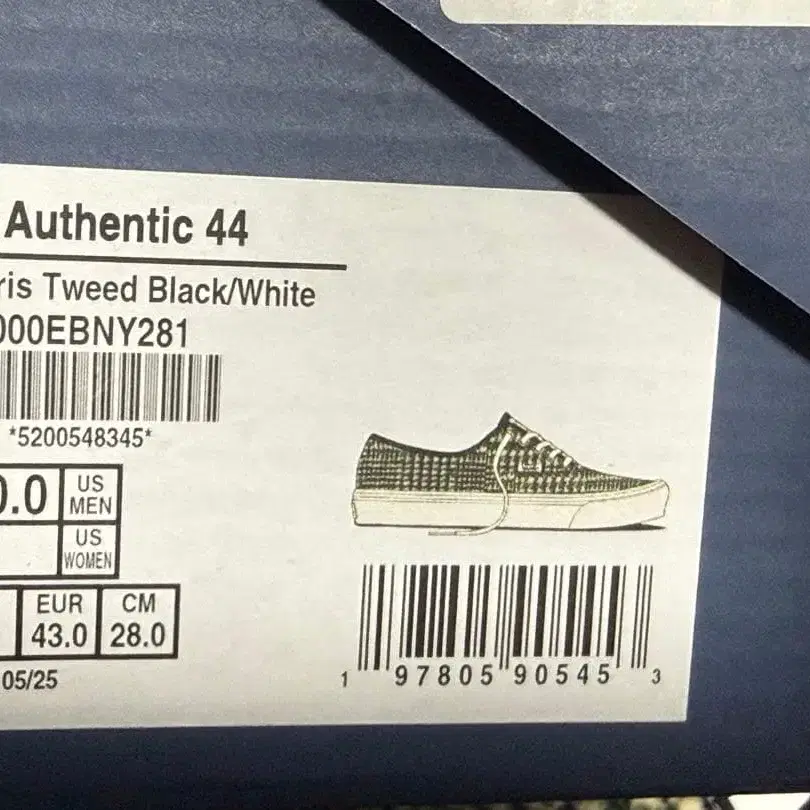 Authentic 44
ris Tweed Black/White
000EBNY281
*5200548345*
0.0 US MEN
US WOMEN
EUR CM
43.0 28.0
05/25
1 97805 90545 3